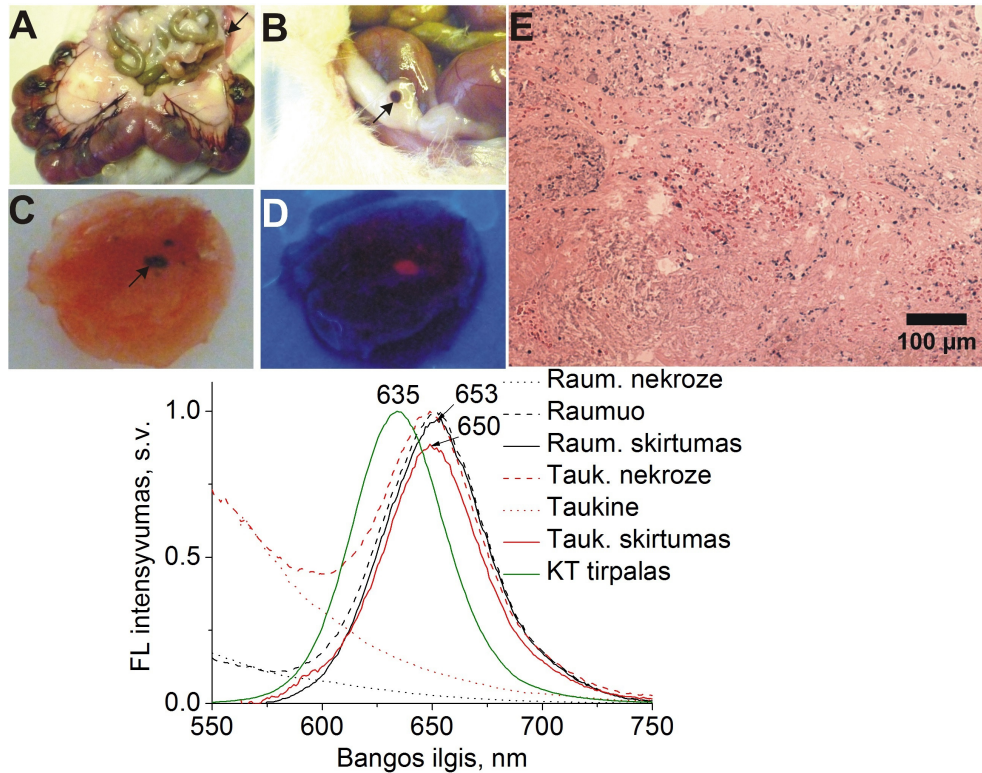 A
B
E
C
D
100 µm
635
653
650
1.0
0.5
0.0
FL intensyvumas, s.v.
550
600
650
700
750
Bangos ilgis, nm
Raum. nekroze
Raumuo
Raum. skirtumas
Tauk. nekroze
Taukine
Tauk. skirtumas
KT tirpalas